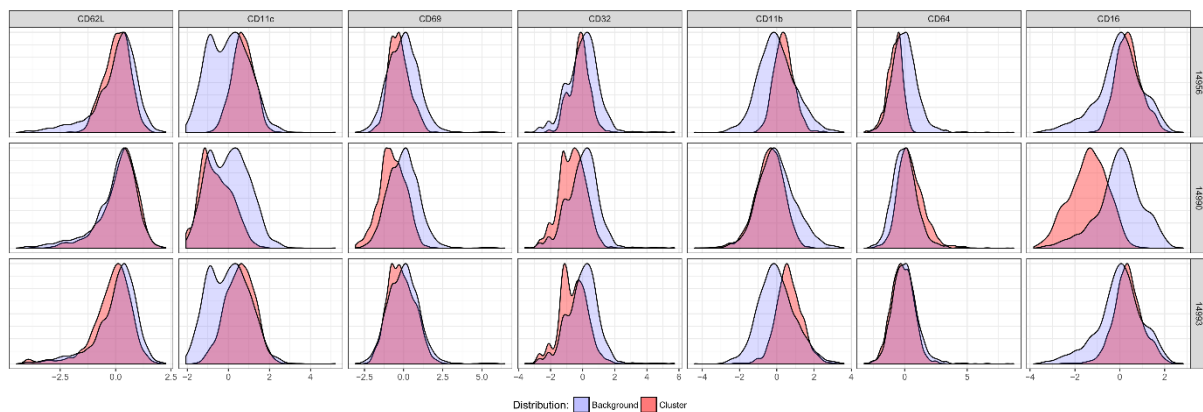 CD62L CD11c CD69 CD32 CD11b CD64 CD16
14956
14990
14993
−2.5 0.0 2.5 −2 0 2 4 −2.5 0.0 2.5 5.0 −4 −2 0 2 4 6 −4 −2 0 2 4 0 5 −4 −2 0 2
Distribution: Background Cluster